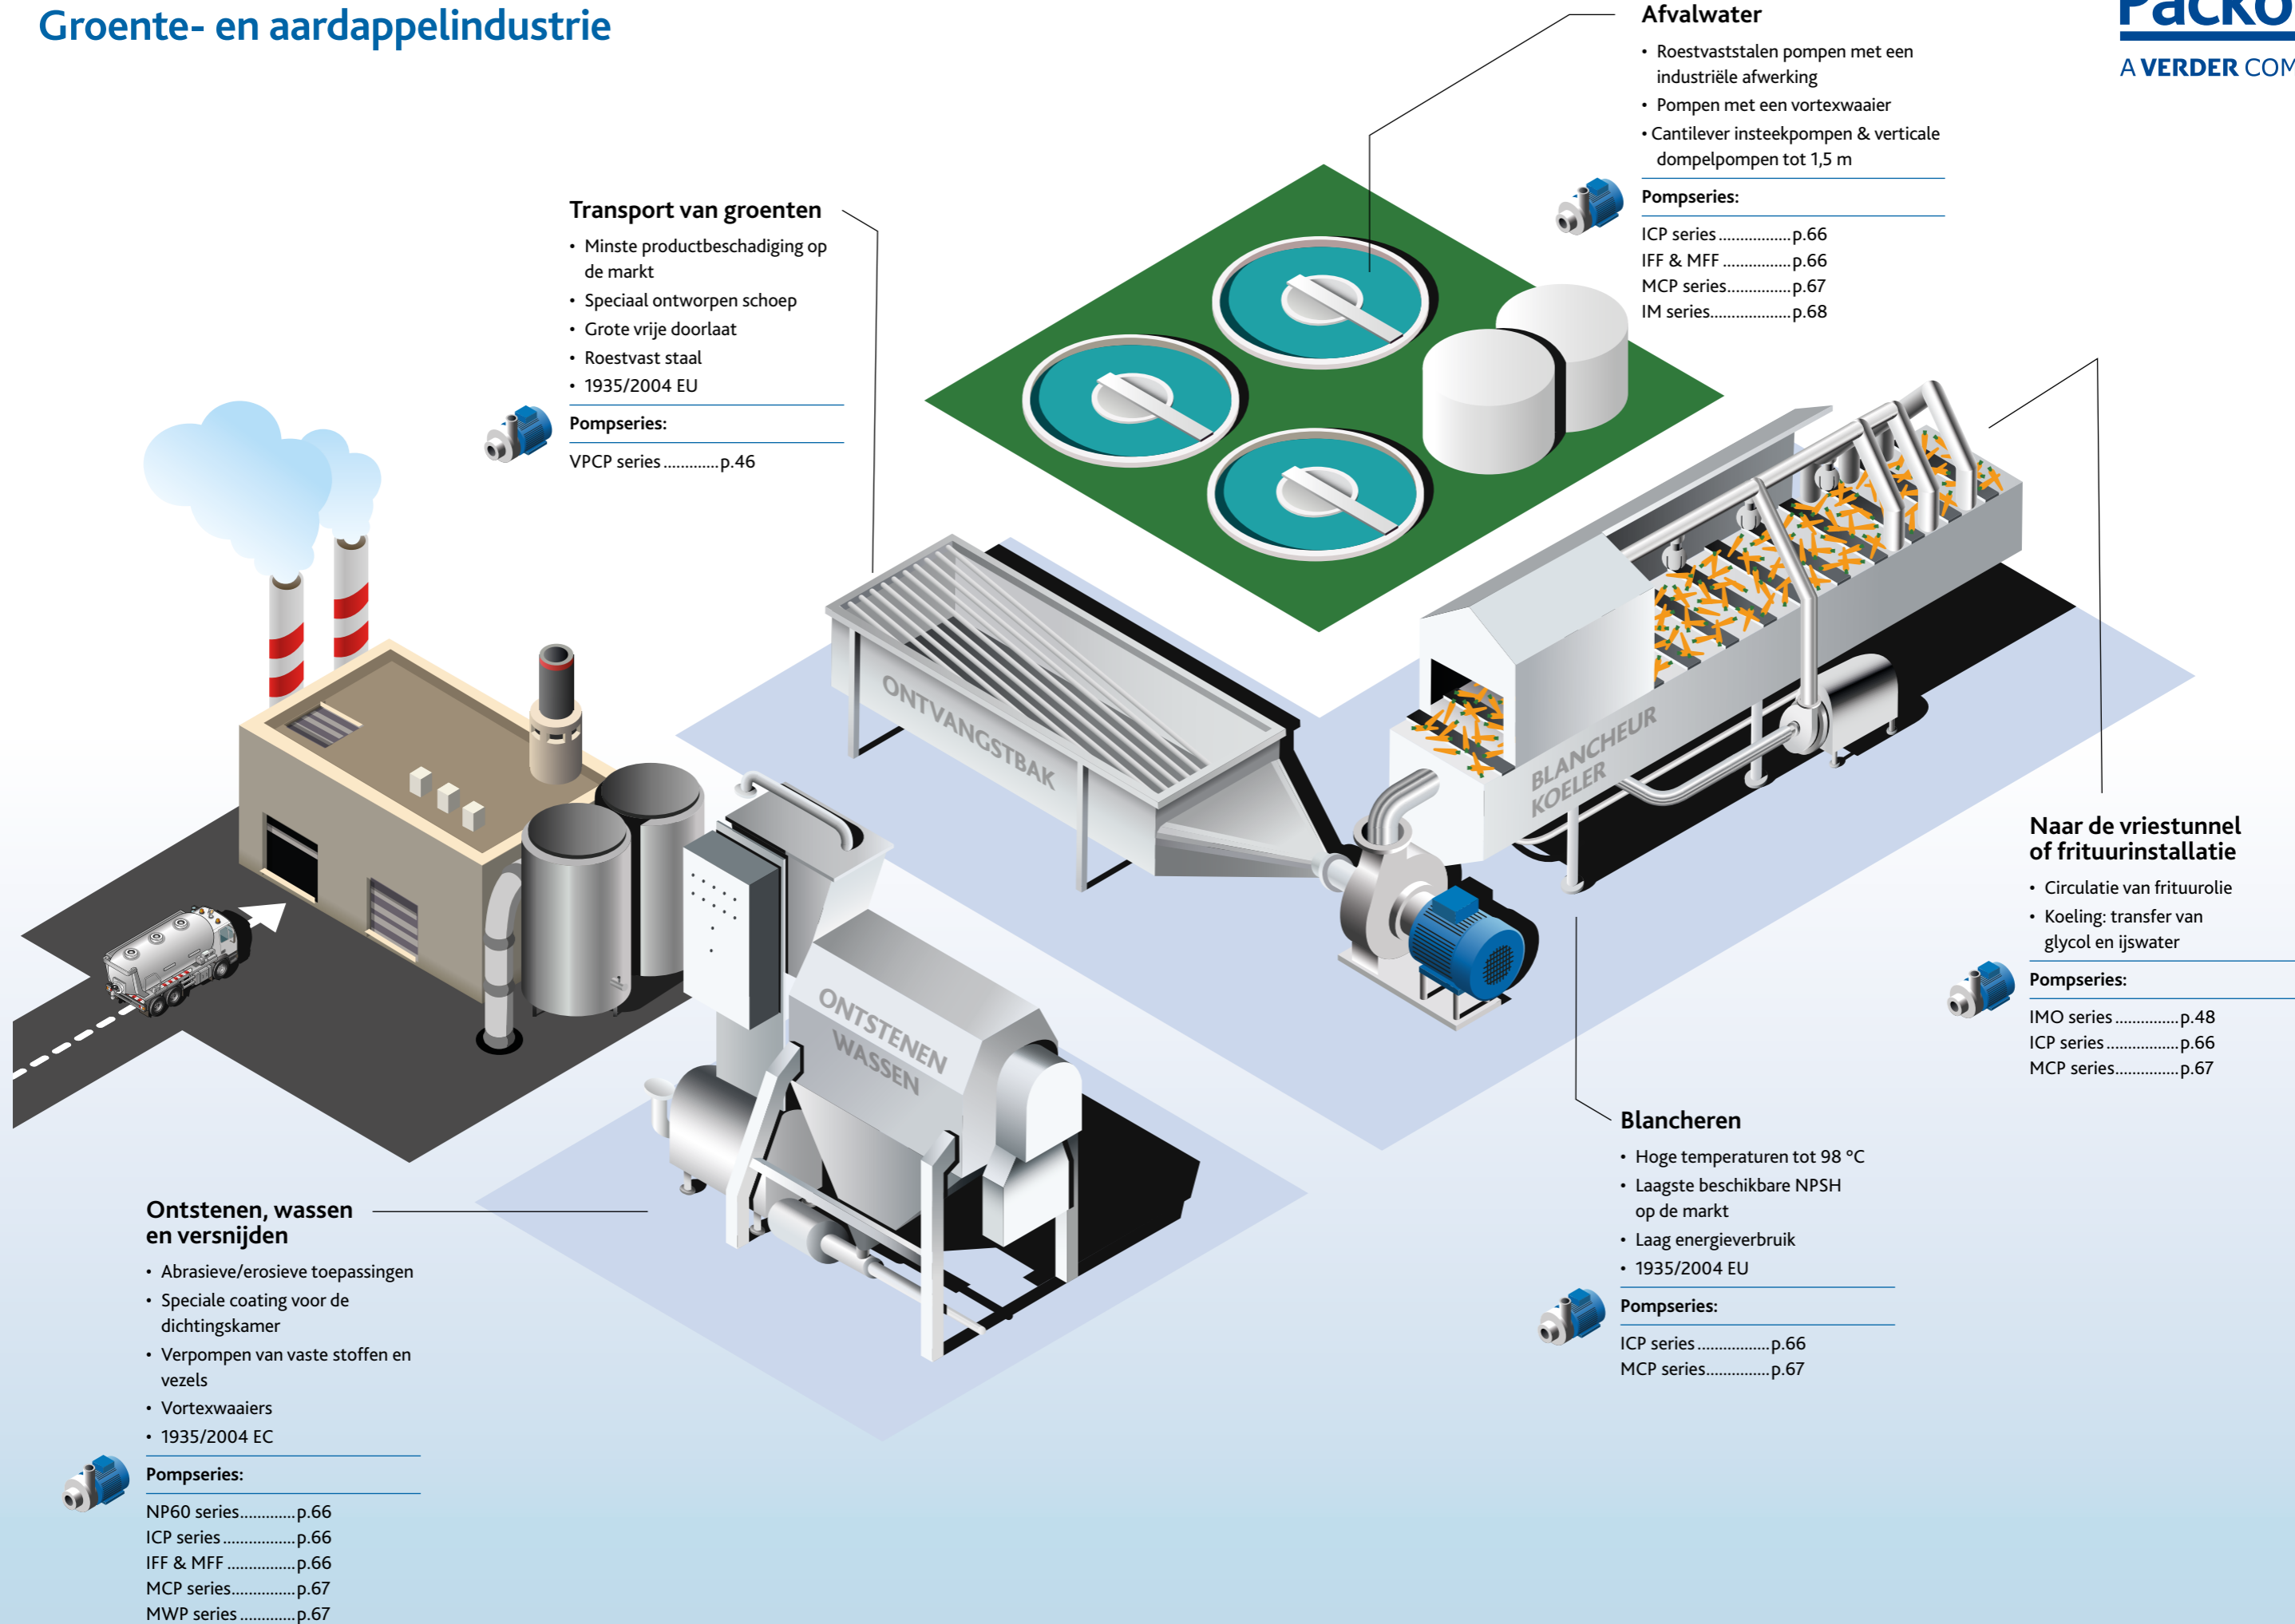 Groente- en aardappelindustrie
Packo
A VERDER COM
Afvalwater
• Roestvaststalen pompen met een
industriële afwerking
• Pompen met een vortexwaaier
• Cantilever insteekpompen & verticale
dompelpompen tot 1,5 m
Pompseries:
ICP series.................p.66
IFF & MFF................p.66
MCP series...............p.67
IM series...................p.68
Transport van groenten
• Minste productbeschadiging op
de markt
• Speciaal ontworpen schoep
• Grote vrije doorlaat
• Roestvast staal
• 1935/2004 EU
Pompseries:
VPCP series.............p.46
ONTVANGSTBAK
BLANCHEUR
KOELER
ONTSTENEN
WASSEN
Naar de vriestunnel
of frituurinstallatie
• Circulatie van frituurolie
• Koeling: transfer van
glycol en ijswater
Pompseries:
IMO series...............p.48
ICP series.................p.66
MCP series...............p.67
Blancheren
• Hoge temperaturen tot 98 °C
• Laagste beschikbare NPSH
op de markt
• Laag energieverbruik
• 1935/2004 EU
Pompseries:
ICP series.................p.66
MCP series...............p.67
Ontstenen, wassen
en versnijden
• Abrasieve/erosieve toepassingen
• Speciale coating voor de
dichtingskamer
• Verpompen van vaste stoffen en
vezels
• Vortexwaaiers
• 1935/2004 EC
Pompseries:
NP60 series.............p.66
ICP series.................p.66
IFF & MFF................p.66
MCP series...............p.67
MWP series.............p.67